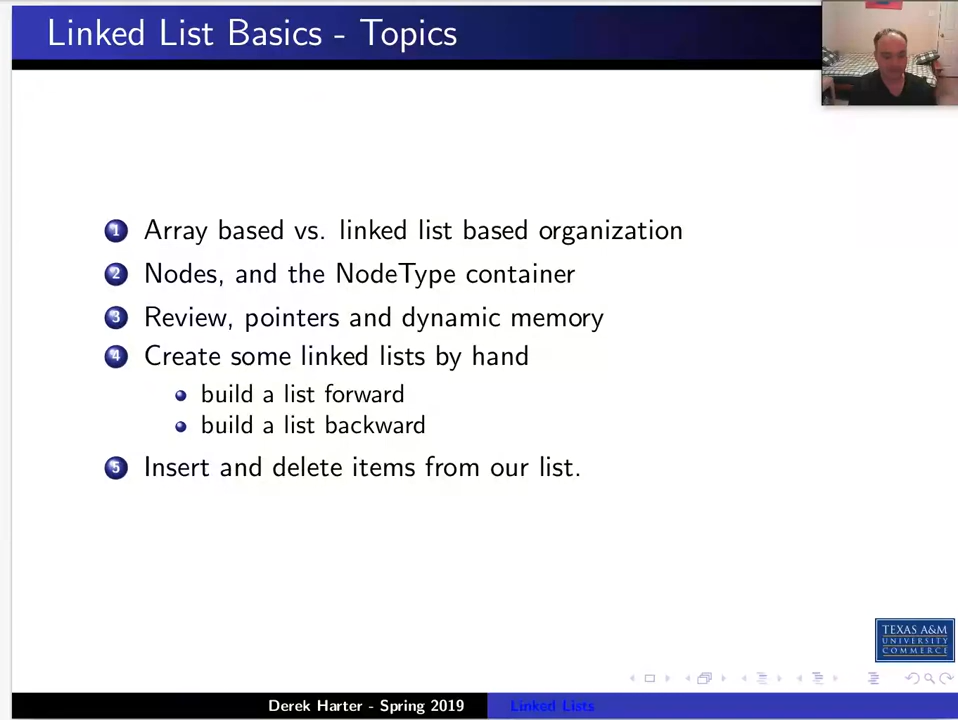 Linked List Basics - Topics
1 Array based vs. linked list based organization
2 Nodes, and the NodeType container
3 Review, pointers and dynamic memory
4 Create some linked lists by hand
build a list forward
build a list backward
5 Insert and delete items from our list.
TEXAS A&M
UNIVERSITY
COMMERCE
Derek Harter - Spring 2019
Linked Lists